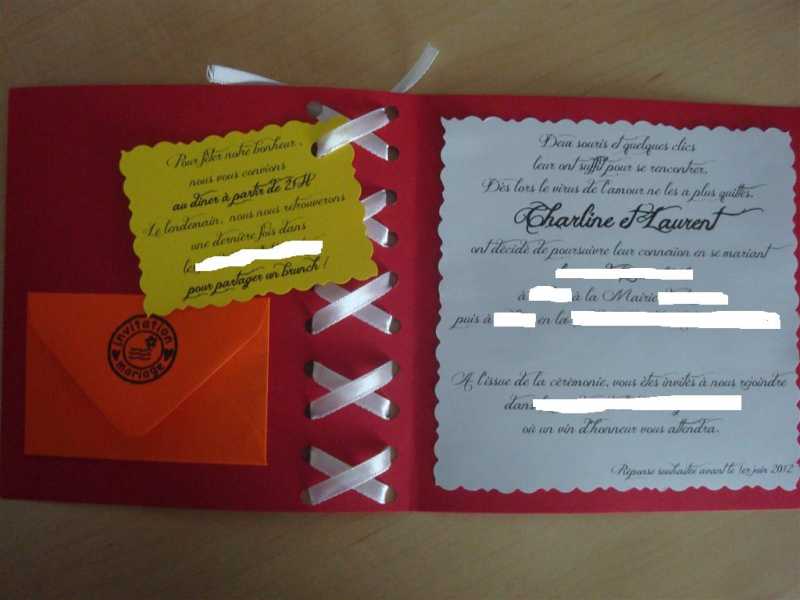 Pour fêter notre bonheur,
nous vous convions
au dîner à partir de 21H
Le lendemain, nous nous retrouverons
une dernière fois dans
les
pour partager un brunch !
invitation
mariage
Deux souris et quelques clics
leur ont suffit pour se rencontrer.
Dès lors le virus de l'amour ne les a plus quittés.
Charline et Laurent
ont décidé de poursuivre leur connexion en se mariant
à à la Mairie
puis à en la
A l'issue de la cérémonie, vous êtes invités à nous rejoindre
dans
où un vin d'honneur vous attendra.
Réponse souhaitée avant le 1er juin 2012